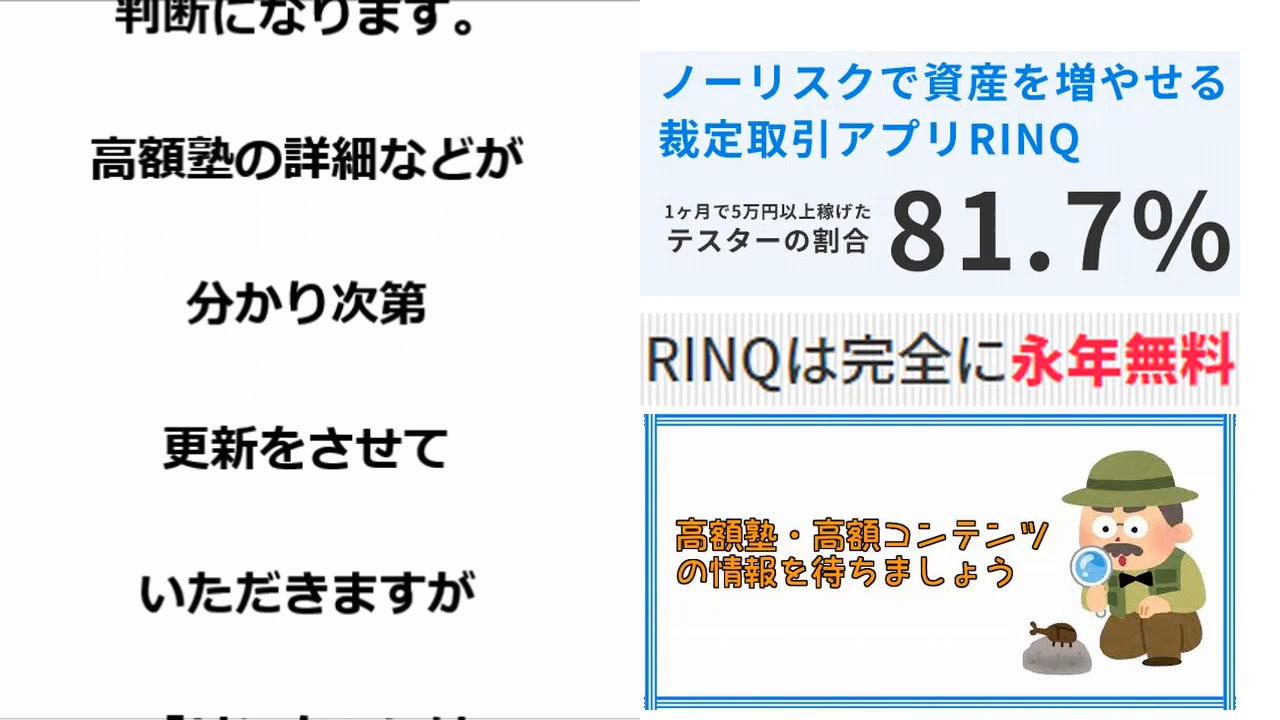 判断になります。
高額塾の詳細などが
分かり次第
更新をさせて
いただきますが
ノーリスクで資産を増やせる
裁定取引アプリRINQ
1ヶ月で5万円以上稼げた
テスターの割合
81.7%
RINQは完全に永年無料
高額塾・高額コンテンツ
の情報を待ちましょう